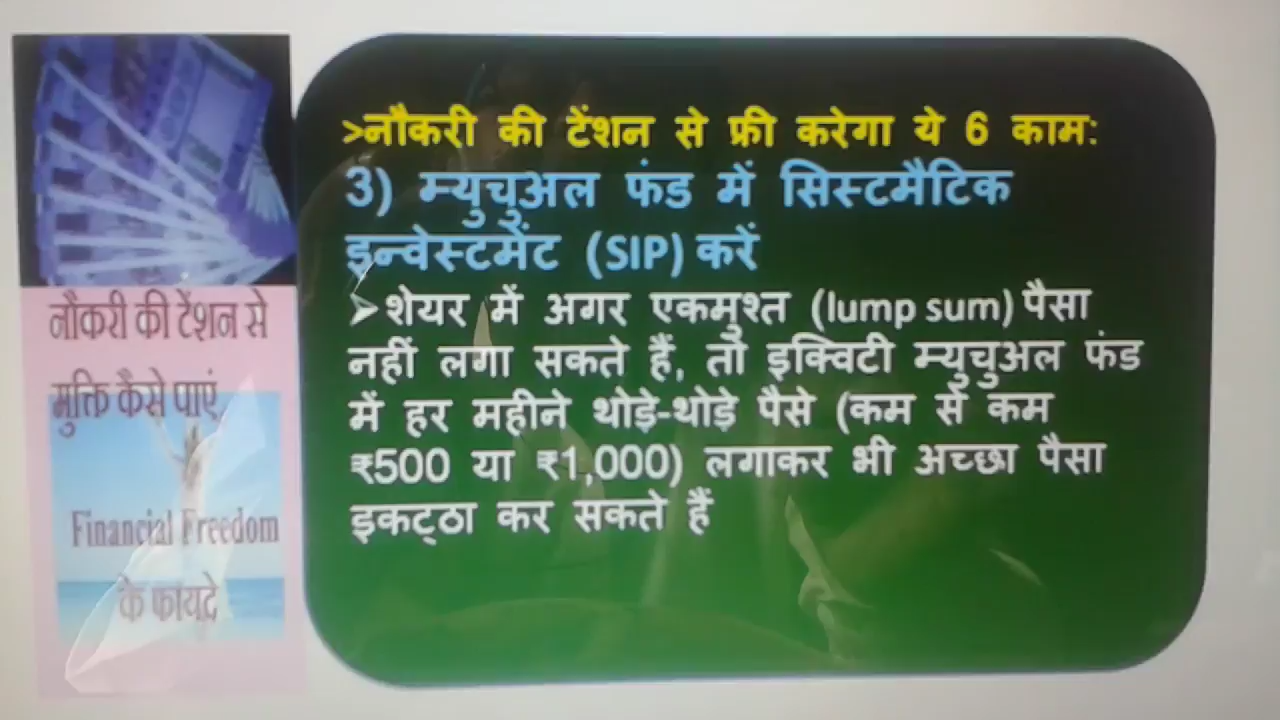 >नौकरी की टेंशन से फ्री करेगा ये 6 काम:
3) म्युचुअल फंड में सिस्टमैटिक
इन्वेस्टमेंट (SIP) करें
➢शेयर में अगर एकमुश्त (lump sum) पैसा
नहीं लगा सकते हैं, तो इक्विटी म्युचुअल फंड
में हर महीने थोड़े-थोड़े पैसे (कम से कम
₹500 या ₹1,000) लगाकर भी अच्छा पैसा
इकट्ठा कर सकते हैं
नौकरी की टेंशन से
मुक्ति कैसे पाएं
Financial Freedom
के फायदे